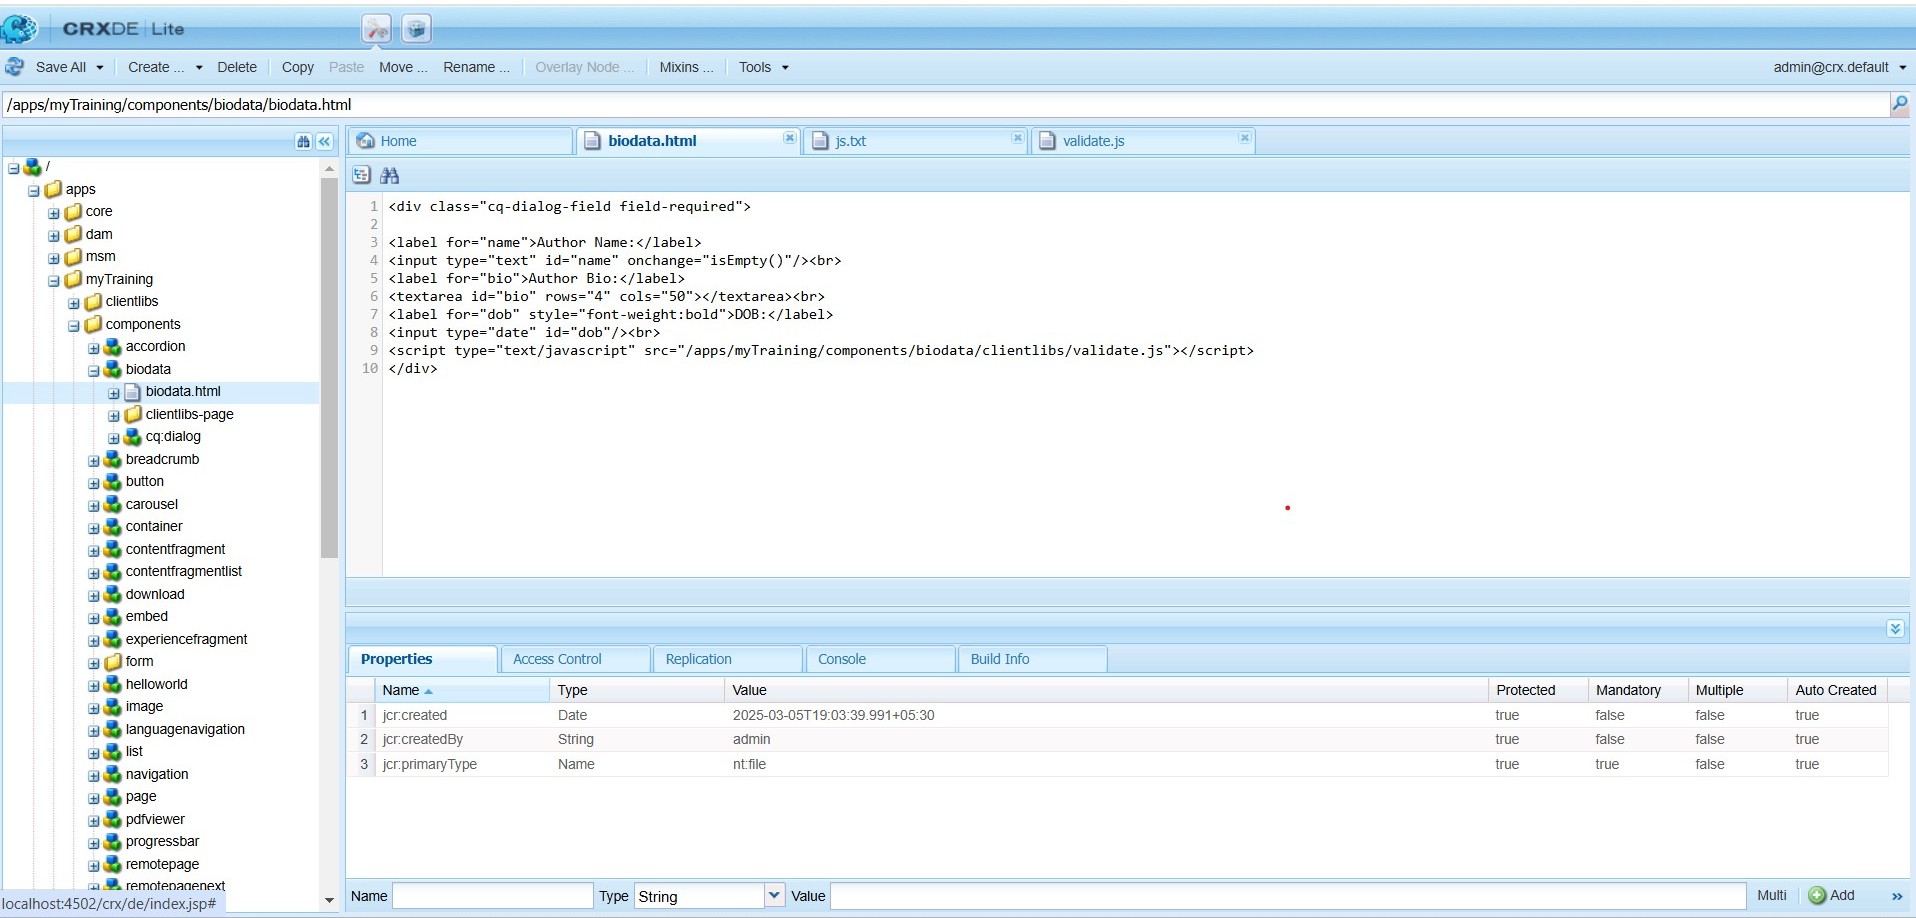 CRXDE | Lite
Save All Create ... Delete Copy Paste Move ... Rename ... Overlay Node ... Mixins ... Tools admin@crx.default
/apps/myTraining/components/biodata/biodata.html
Home biodata.html js.txt validate.js
/
apps
core
dam
msm
myTraining
clientlibs
components
accordion
biodata
biodata.html
clientlibs-page
cq:dialog
breadcrumb
button
carousel
container
contentfragment
contentfragmentlist
download
embed
experiencefragment
form
helloworld
image
languagenavigation
list
navigation
page
pdfviewer
progressbar
remotepage
remotepagenext
localhost:4502/crx/de/index.jsp#
1 <div class="cq-dialog-field field-required">
2
3 <label for="name">Author Name:</label>
4 <input type="text" id="name" onchange="isEmpty()"/><br>
5 <label for="bio">Author Bio:</label>
6 <textarea id="bio" rows="4" cols="50"></textarea><br>
7 <label for="dob" style="font-weight:bold">DOB:</label>
8 <input type="date" id="dob"/><br>
9 <script type="text/javascript" src="/apps/myTraining/components/biodata/clientlibs/validate.js"></script>
10 </div>
Properties Access Control Replication Console Build Info
Name Type Value Protected Mandatory Multiple Auto Created
1 jcr:created Date 2025-03-05T19:03:39.991+05:30 true false false true
2 jcr:createdBy String admin true false false true
3 jcr:primaryType Name nt:file true true false true
Name Type String Value Multi Add »